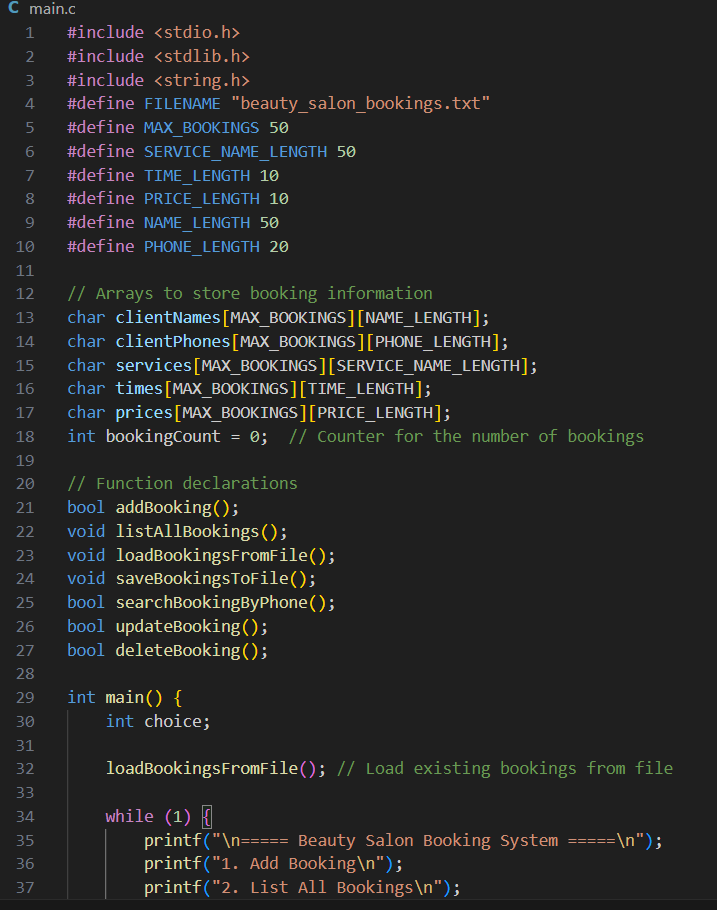 C main.c
1 #include <stdio.h>
2 #include <stdlib.h>
3 #include <string.h>
4 #define FILENAME "beauty_salon_bookings.txt"
5 #define MAX_BOOKINGS 50
6 #define SERVICE_NAME_LENGTH 50
7 #define TIME_LENGTH 10
8 #define PRICE_LENGTH 10
9 #define NAME_LENGTH 50
10 #define PHONE_LENGTH 20
11
12 // Arrays to store booking information
13 char clientNames[MAX_BOOKINGS][NAME_LENGTH];
14 char clientPhones[MAX_BOOKINGS][PHONE_LENGTH];
15 char services[MAX_BOOKINGS][SERVICE_NAME_LENGTH];
16 char times[MAX_BOOKINGS][TIME_LENGTH];
17 char prices[MAX_BOOKINGS][PRICE_LENGTH];
18 int bookingCount = 0;  // Counter for the number of bookings
19
20 // Function declarations
21 bool addBooking();
22 void listAllBookings();
23 void loadBookingsFromFile();
24 void saveBookingsToFile();
25 bool searchBookingByPhone();
26 bool updateBooking();
27 bool deleteBooking();
28
29 int main() {
30     int choice;
31
32     loadBookingsFromFile(); // Load existing bookings from file
33
34     while (1) {
35         printf("\n===== Beauty Salon Booking System =====\n");
36         printf("1. Add Booking\n");
37         printf("2. List All Bookings\n");